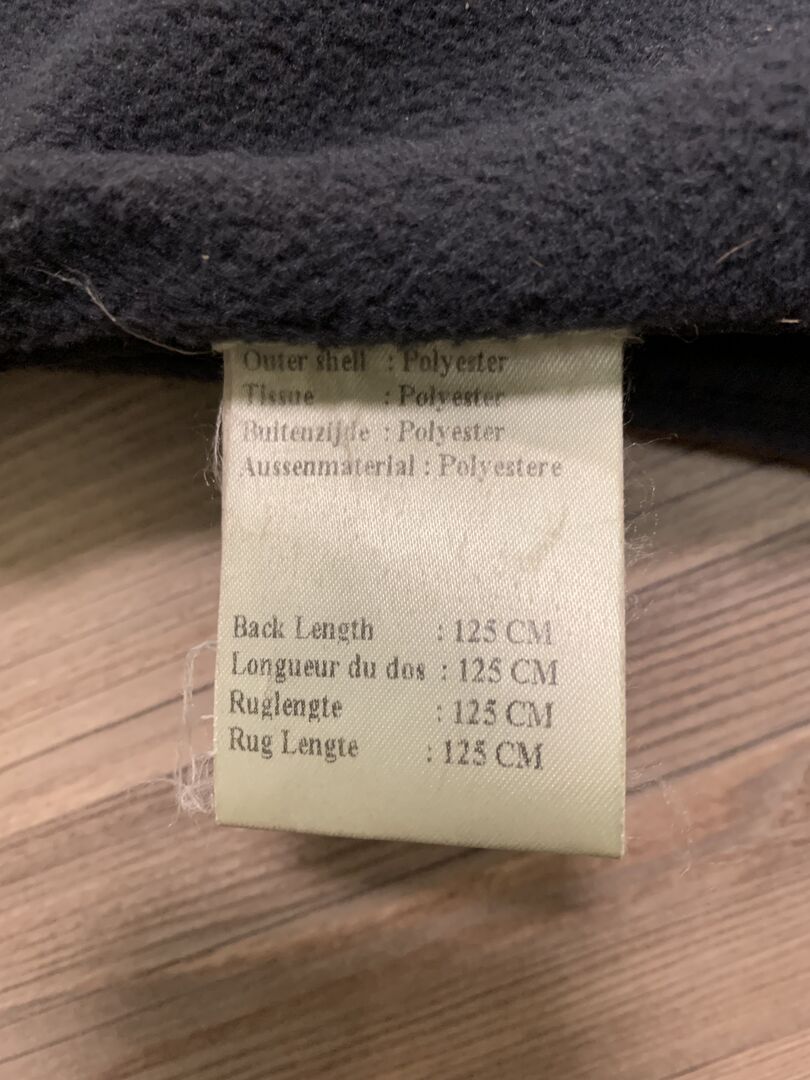 Outer shell : Polyester
Tissue : Polyester
Buitenzijde : Polyester
Aussenmaterial : Polyestere
Back Length : 125 CM
Longueur du dos : 125 CM
Ruglengte : 125 CM
Rug Lengte : 125 CM